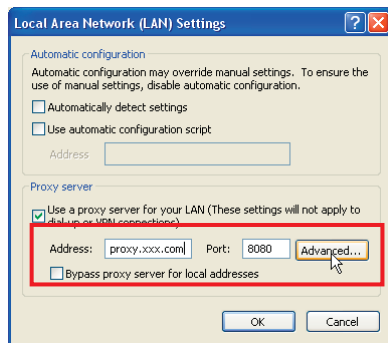 Local Area Network (LAN) Settings
Automatic configuration
Automatic configuration may override manual settings. To ensure the
use of manual settings, disable automatic configuration.
Automatically detect settings
Use automatic configuration script
Address
Proxy server
Use a proxy server for your LAN (These settings will not apply to
dial-up or VPN connections)
Address: proxy.xxx.com Port: 8080 Advanced...
Bypass proxy server for local addresses
OK Cancel